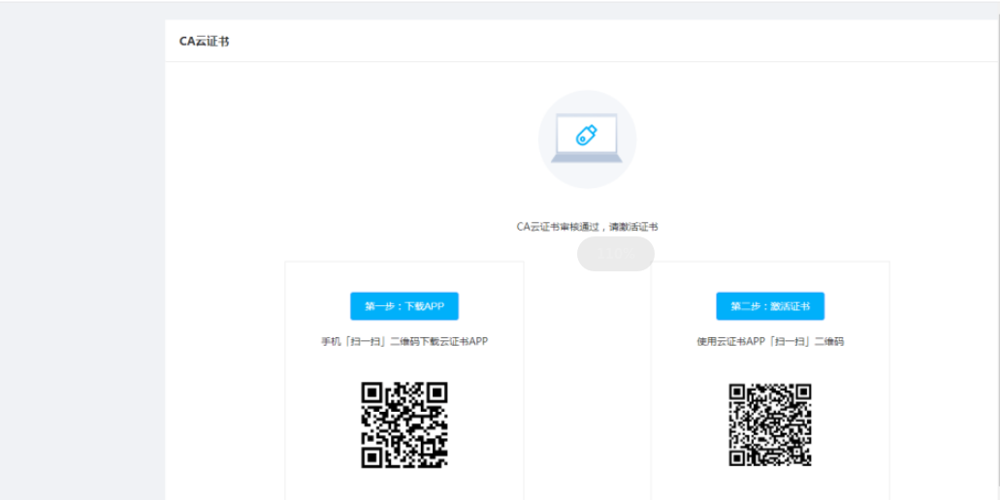 CA云证书
CA云证书审核通过，请激活证书
第一步：下载APP
第二步：激活证书
手机「扫一扫」二维码下载云证书APP
使用云证书APP「扫一扫」二维码